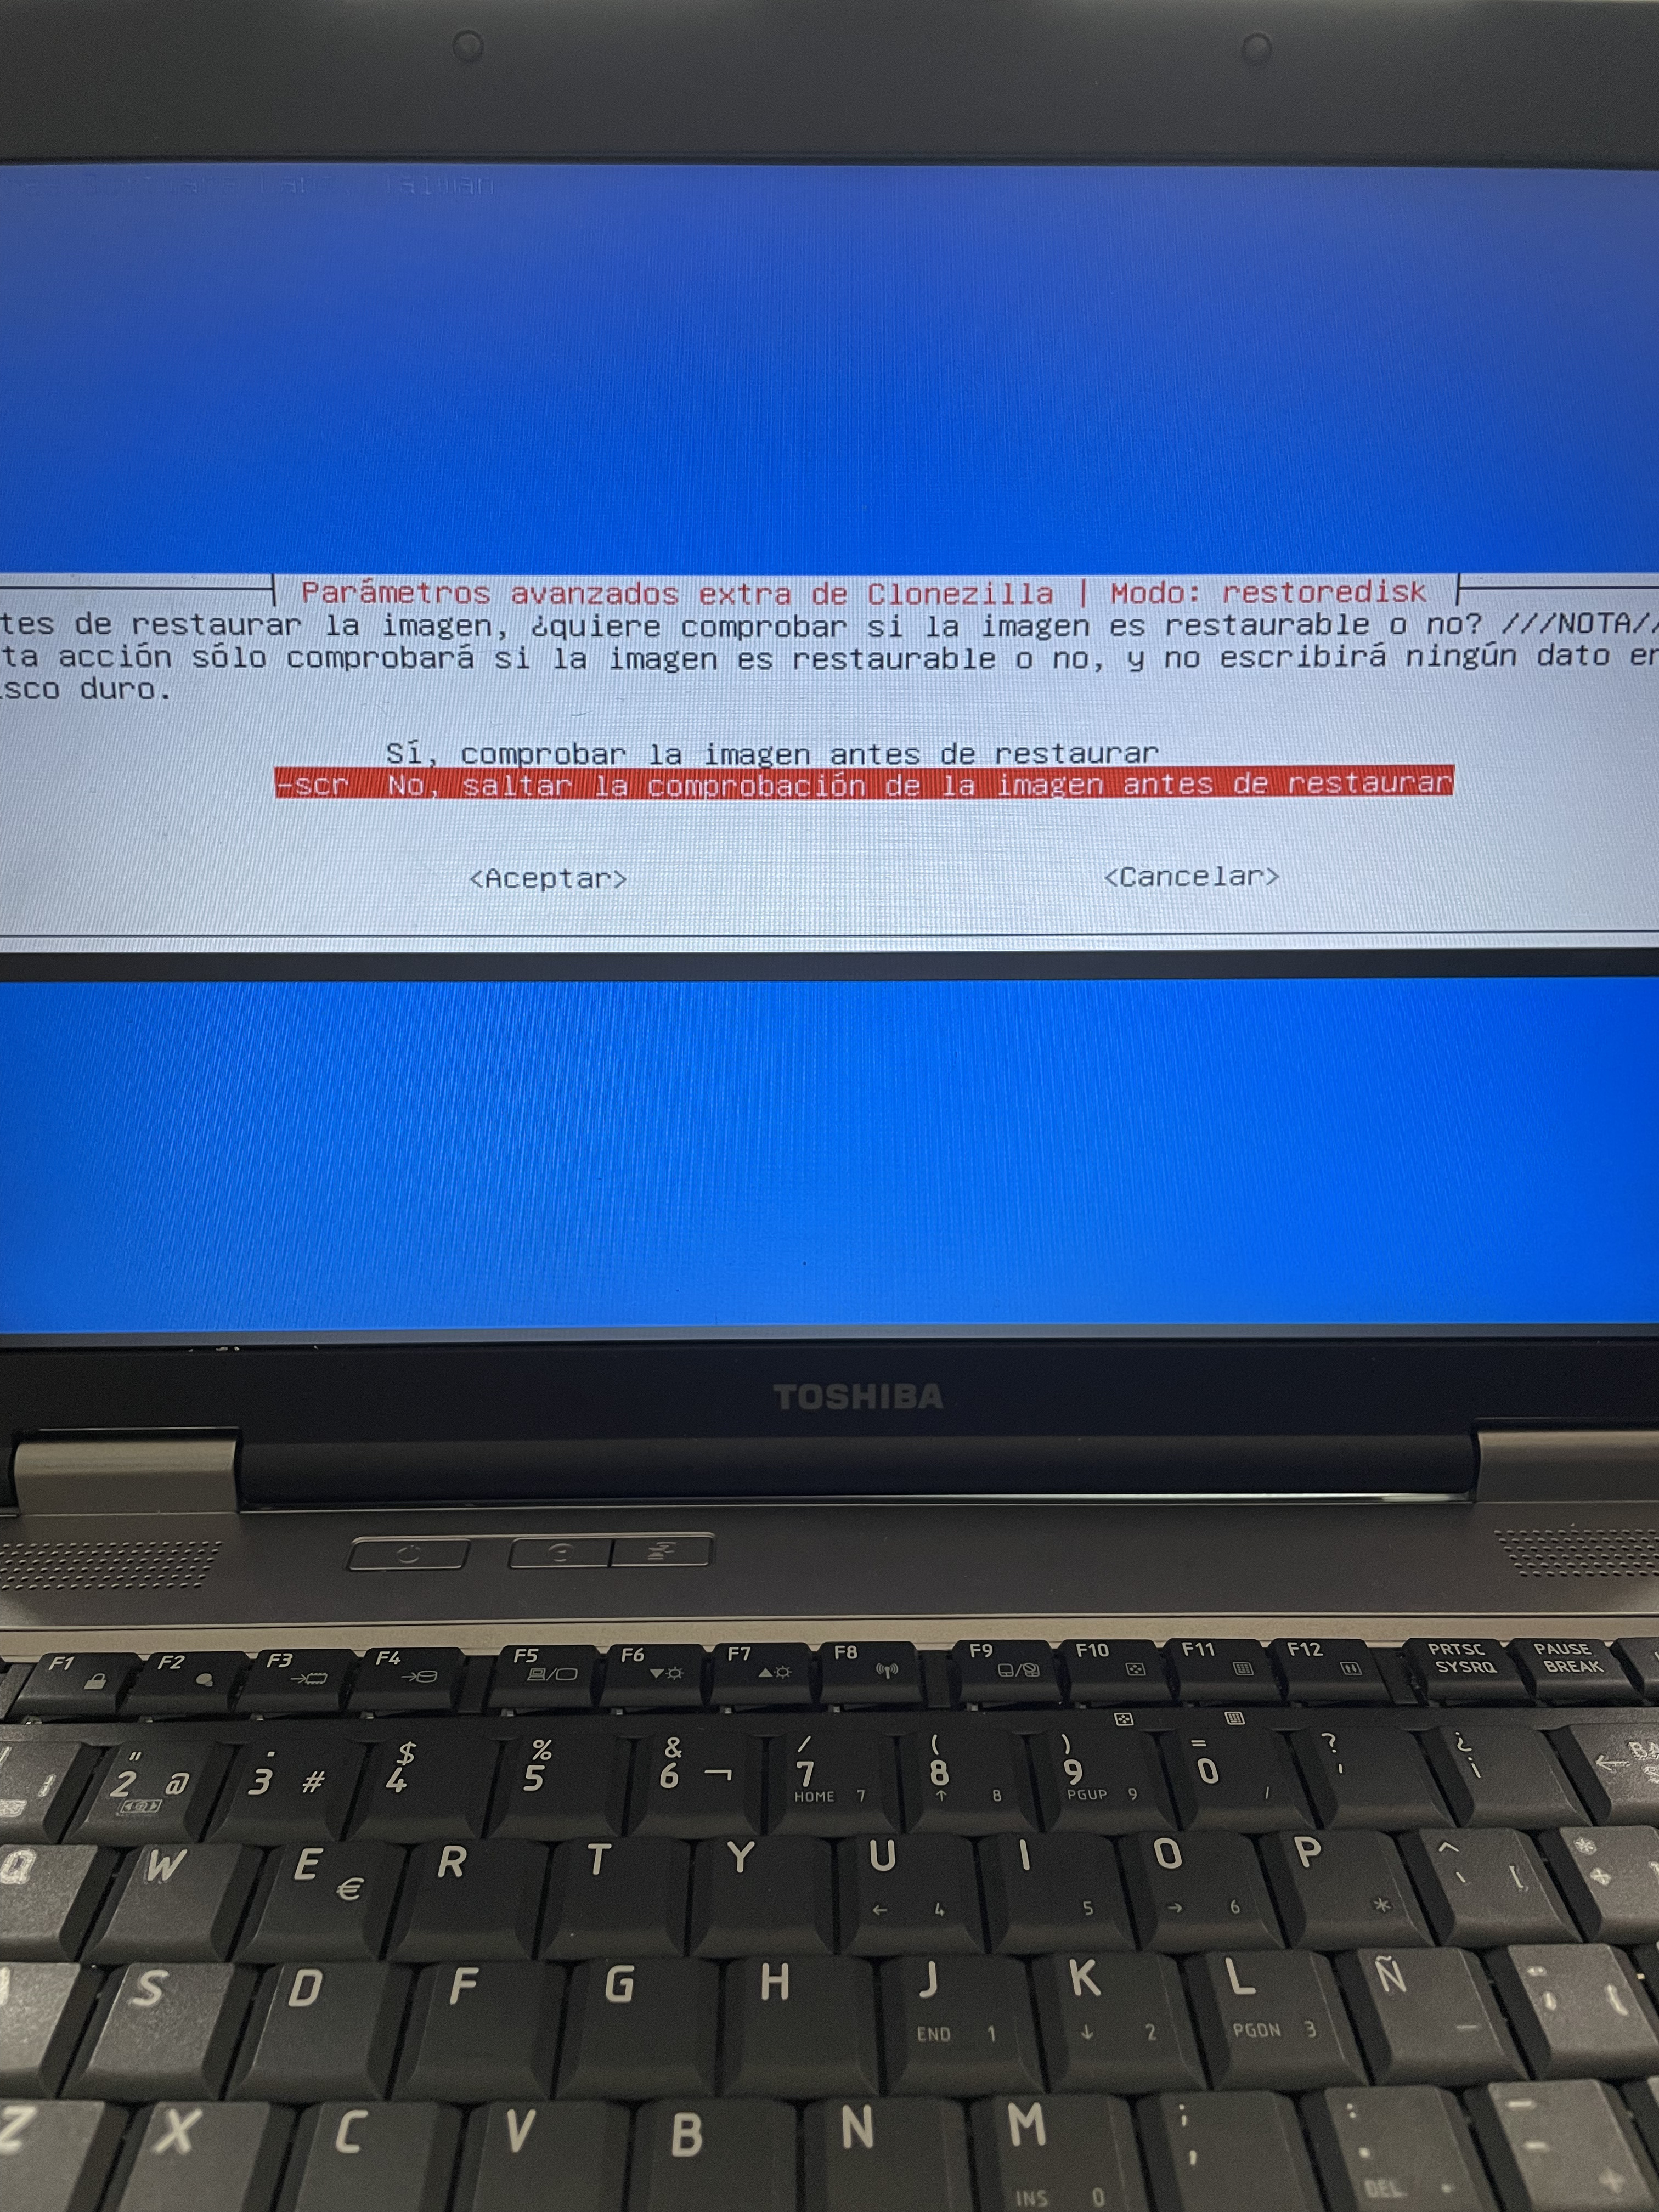 Parámetros avanzados extra de Clonezilla | Modo: restoredisk
tes de restaurar la imagen, ¿quiere comprobar si la imagen es restaurable o no? ///NOTA//
ta acción sólo comprobará si la imagen es restaurable o no, y no escribirá ningún dato en
sco duro.
Sí, comprobar la imagen antes de restaurar
-scr No, saltar la comprobación de la imagen antes de restaurar
<Aceptar> <Cancelar>
TOSHIBA
F1 F2 F3 F4 F5 F6 F7 F8 F9 F10 F11 F12 PRTSC SYSRQ PAUSE BREAK
" 2 @ · 3 # $ 4 % 5 & 6 ¬ / 7 HOME 7 ( 8 8 ) 9 PGUP 9 = 0 / ? ' ¿ ¡
Q W E € R T Y U 4 I 5 O 6 P * ^ ` [
S D F G H J END 1 K 2 L PGDN 3 Ñ
Z X C V B N M INS 0 ; , : . DEL